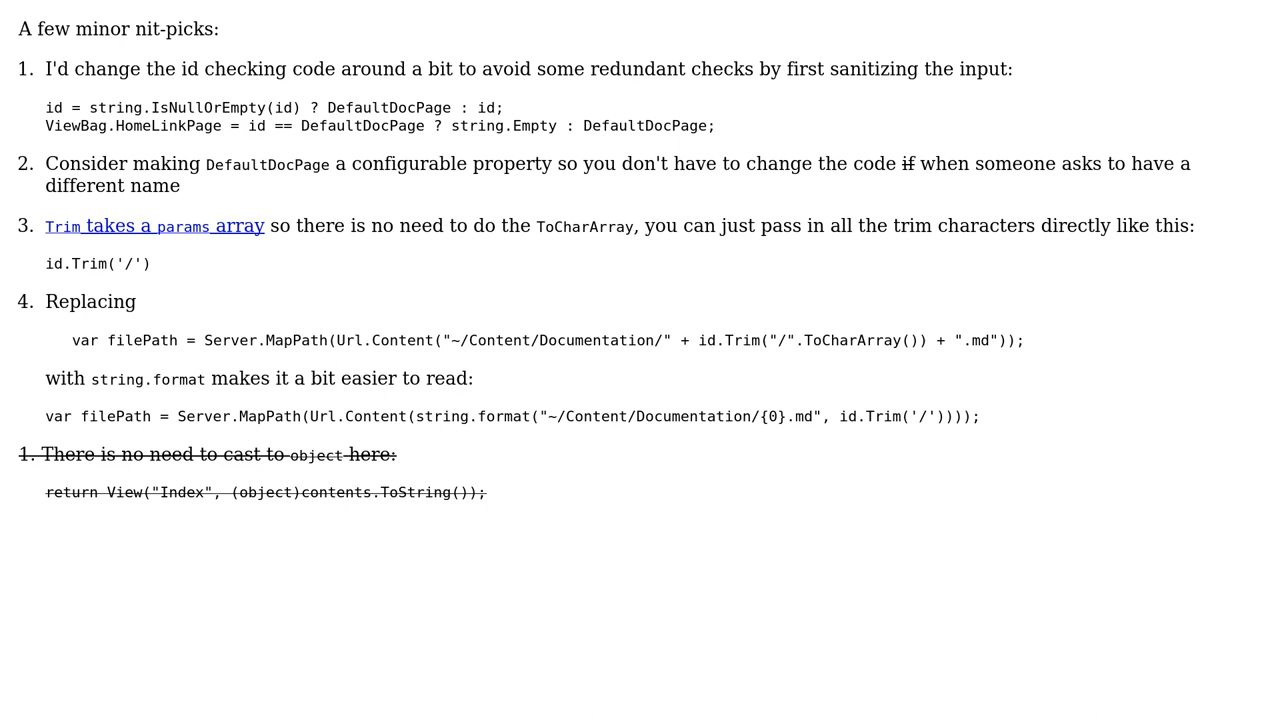 A few minor nit-picks:
1. I'd change the id checking code around a bit to avoid some redundant checks by first sanitizing the input:
id = string.IsNullOrEmpty(id) ? DefaultDocPage : id;
ViewBag.HomeLinkPage = id == DefaultDocPage ? string.Empty : DefaultDocPage;
2. Consider making DefaultDocPage a configurable property so you don't have to change the code if when someone asks to have a
different name
3. Trim takes a params array so there is no need to do the ToCharArray, you can just pass in all the trim characters directly like this:
id.Trim('/')
4. Replacing
var filePath = Server.MapPath(Url.Content("~/Content/Documentation/" + id.Trim("/".ToCharArray()) + ".md"));
with string.format makes it a bit easier to read:
var filePath = Server.MapPath(Url.Content(string.format("~/Content/Documentation/{0}.md", id.Trim('/'))));
1. There is no need to cast to object here:
return View("Index", (object)contents.ToString());